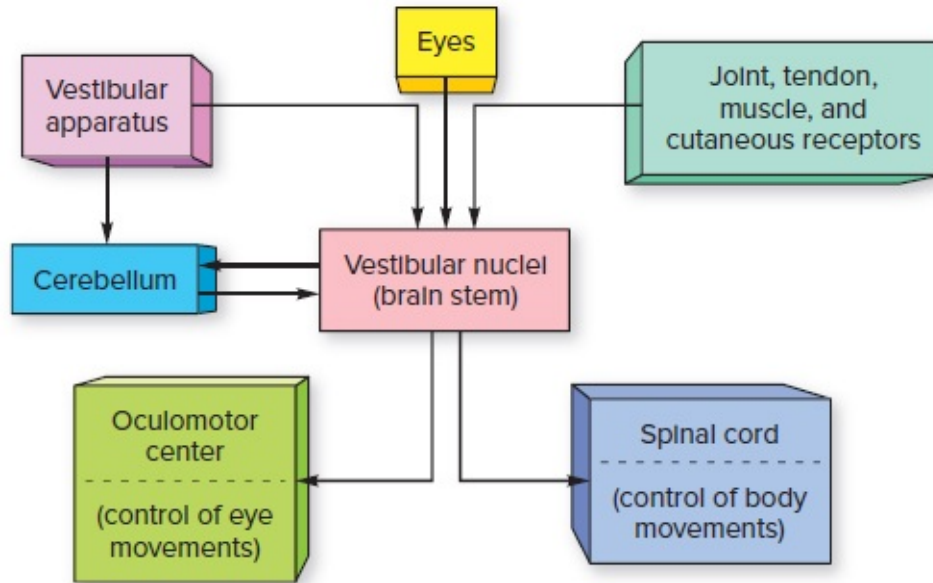 Eyes
Vestibular
apparatus
Joint, tendon,
muscle, and
cutaneous receptors
Cerebellum
Vestibular nuclei
(brain stem)
Oculomotor
center
(control of eye
movements)
Spinal cord
(control of body
movements)